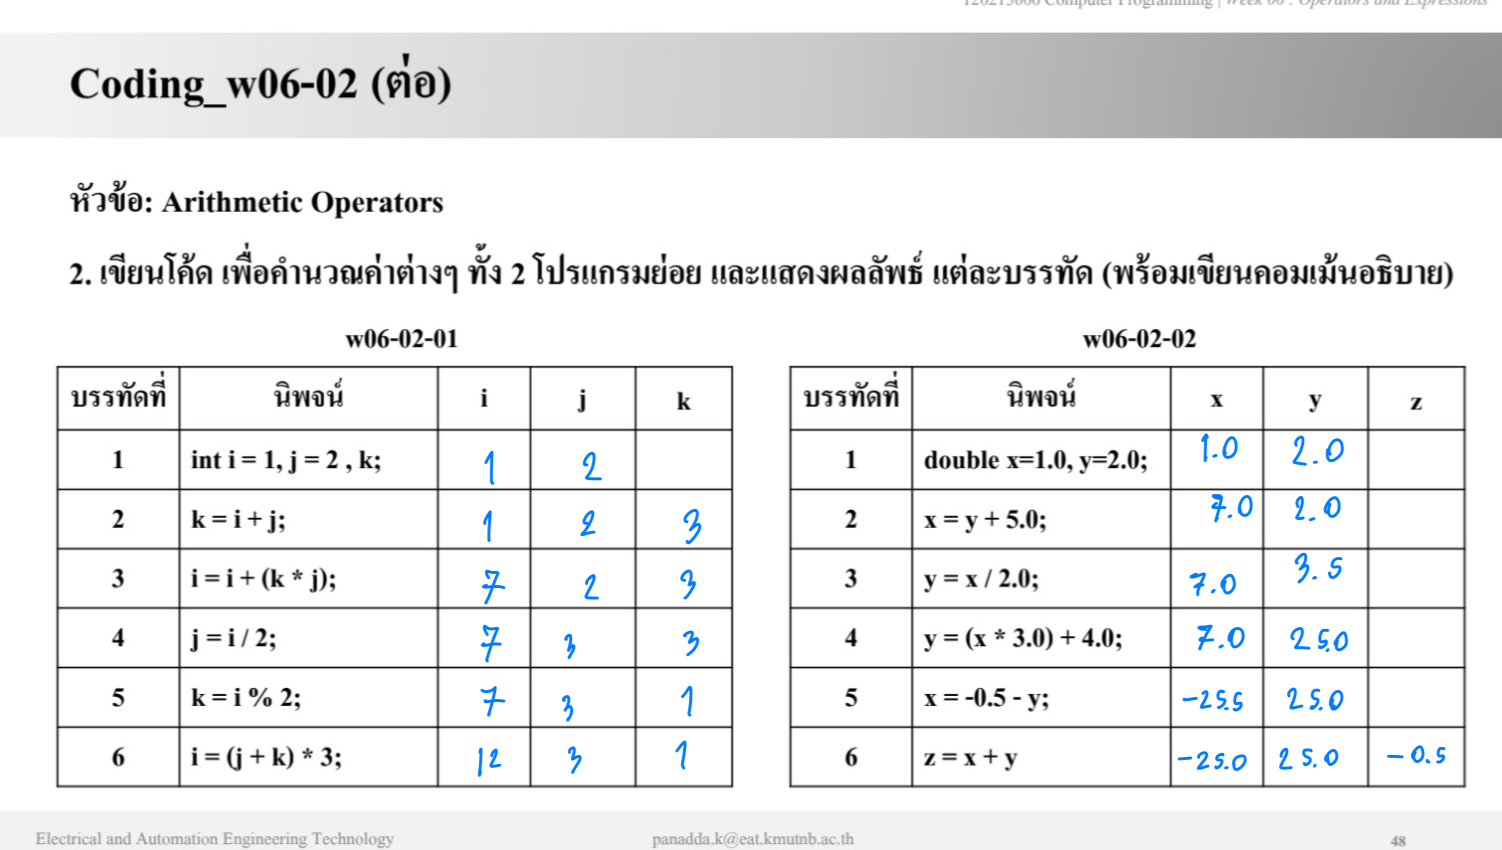 Coding_w06-02 (ต่อ)
หัวข้อ: Arithmetic Operators
2. เขียนโค้ด เพื่อคำนวณค่าต่างๆ ทั้ง 2 โปรแกรมย่อย และแสดงผลลัพธ์ แต่ละบรรทัด (พร้อมเขียนคอมเม้นอธิบาย)
w06-02-01
บรรทัดที่ นิพจน์ i j k
1 int i = 1, j = 2 , k; 1 2
2 k = i + j; 1 2 3
3 i = i + (k * j); 7 2 3
4 j = i / 2; 7 3 3
5 k = i % 2; 7 3 1
6 i = (j + k) * 3; 12 3 1
w06-02-02
บรรทัดที่ นิพจน์ x y z
1 double x=1.0, y=2.0; 1.0 2.0
2 x = y + 5.0; 7.0 2.0
3 y = x / 2.0; 7.0 3.5
4 y = (x * 3.0) + 4.0; 7.0 25.0
5 x = -0.5 - y; -25.5 25.0
6 z = x + y -25.0 25.0 -0.5
Electrical and Automation Engineering Technology
panadda.k@eat.kmutnb.ac.th
48